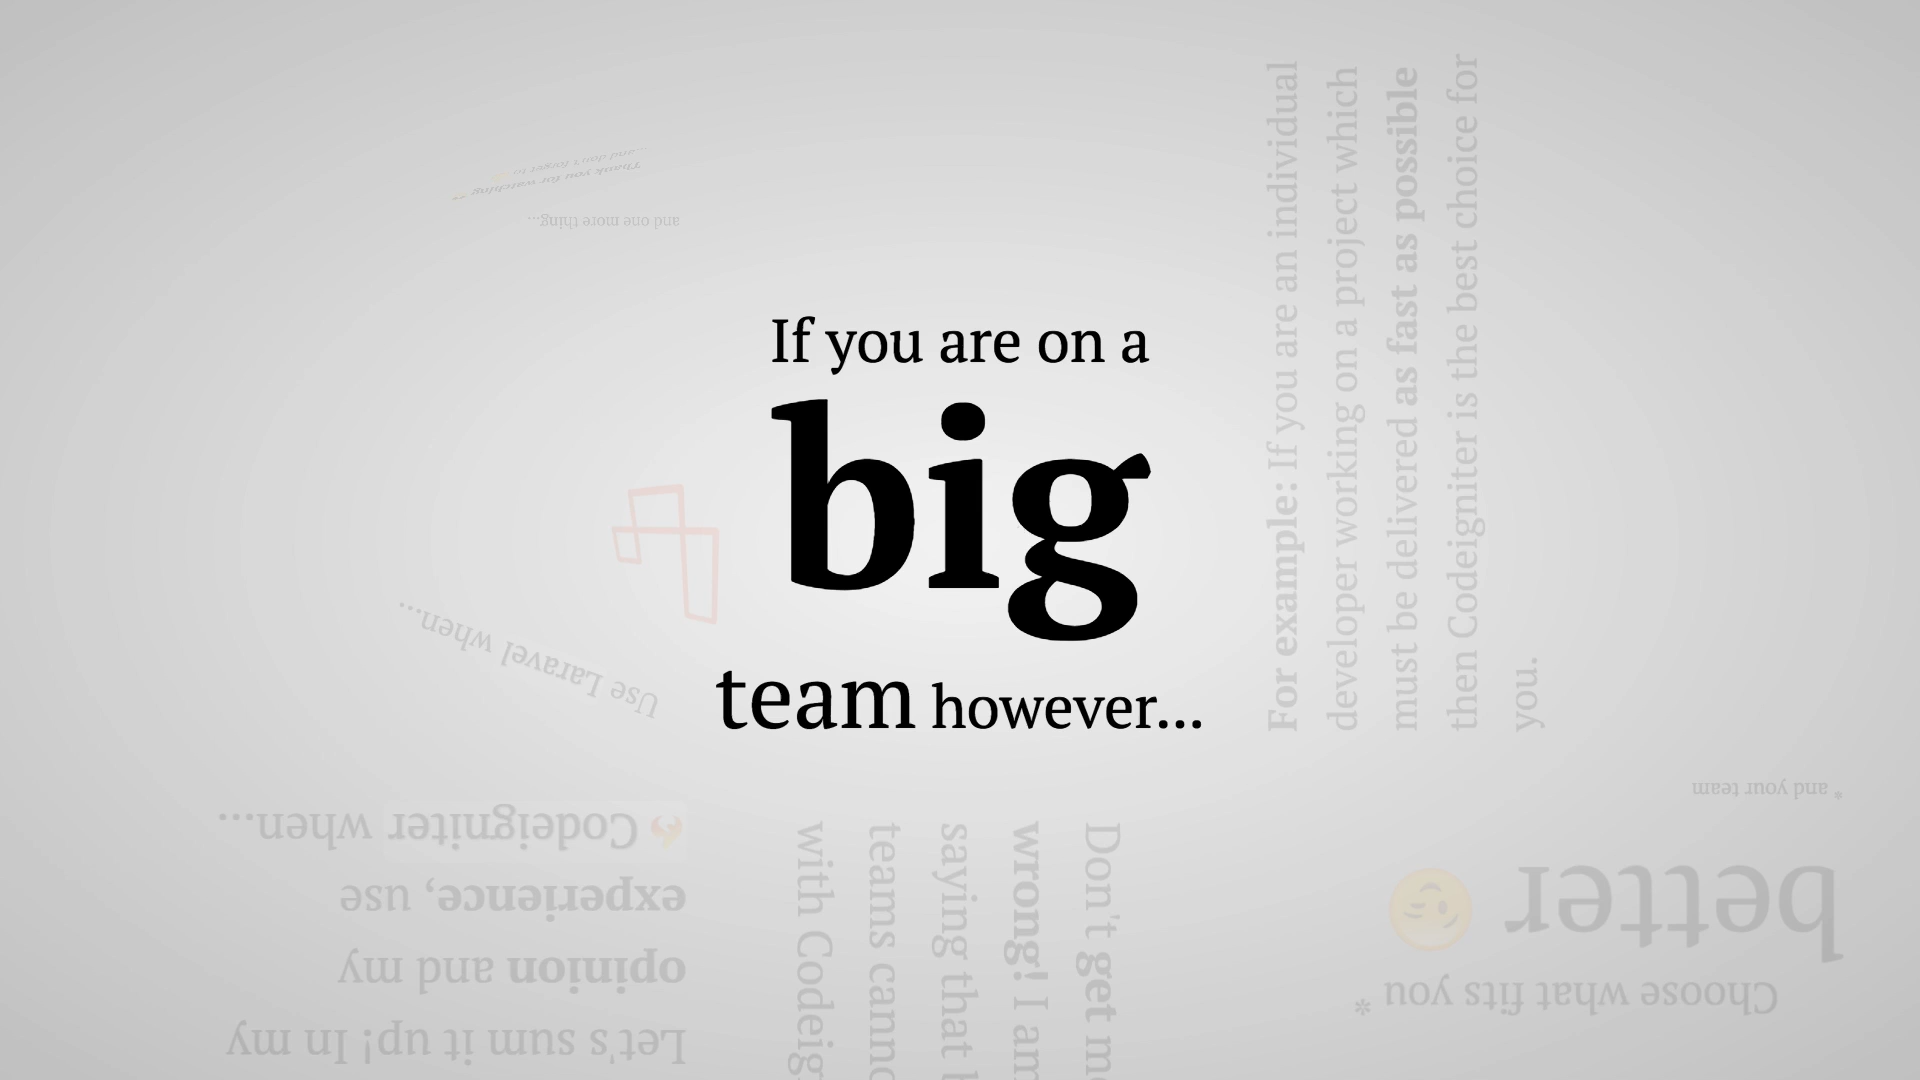 If you are on a
big
team however...
For example: If you are an individual
developer working on a project which
must be delivered as fast as possible
then Codeigniter is the best choice for
you.
...and don't forget to
Thank you for watching
and one more thing...
Use Laravel when...
Let's sum it up! In my
opinion and my
experience, use
Codeigniter when...
Don't get m
wrong! I am
saying that
teams cann
with Codeig
Choose what fits you *
better
* and your team